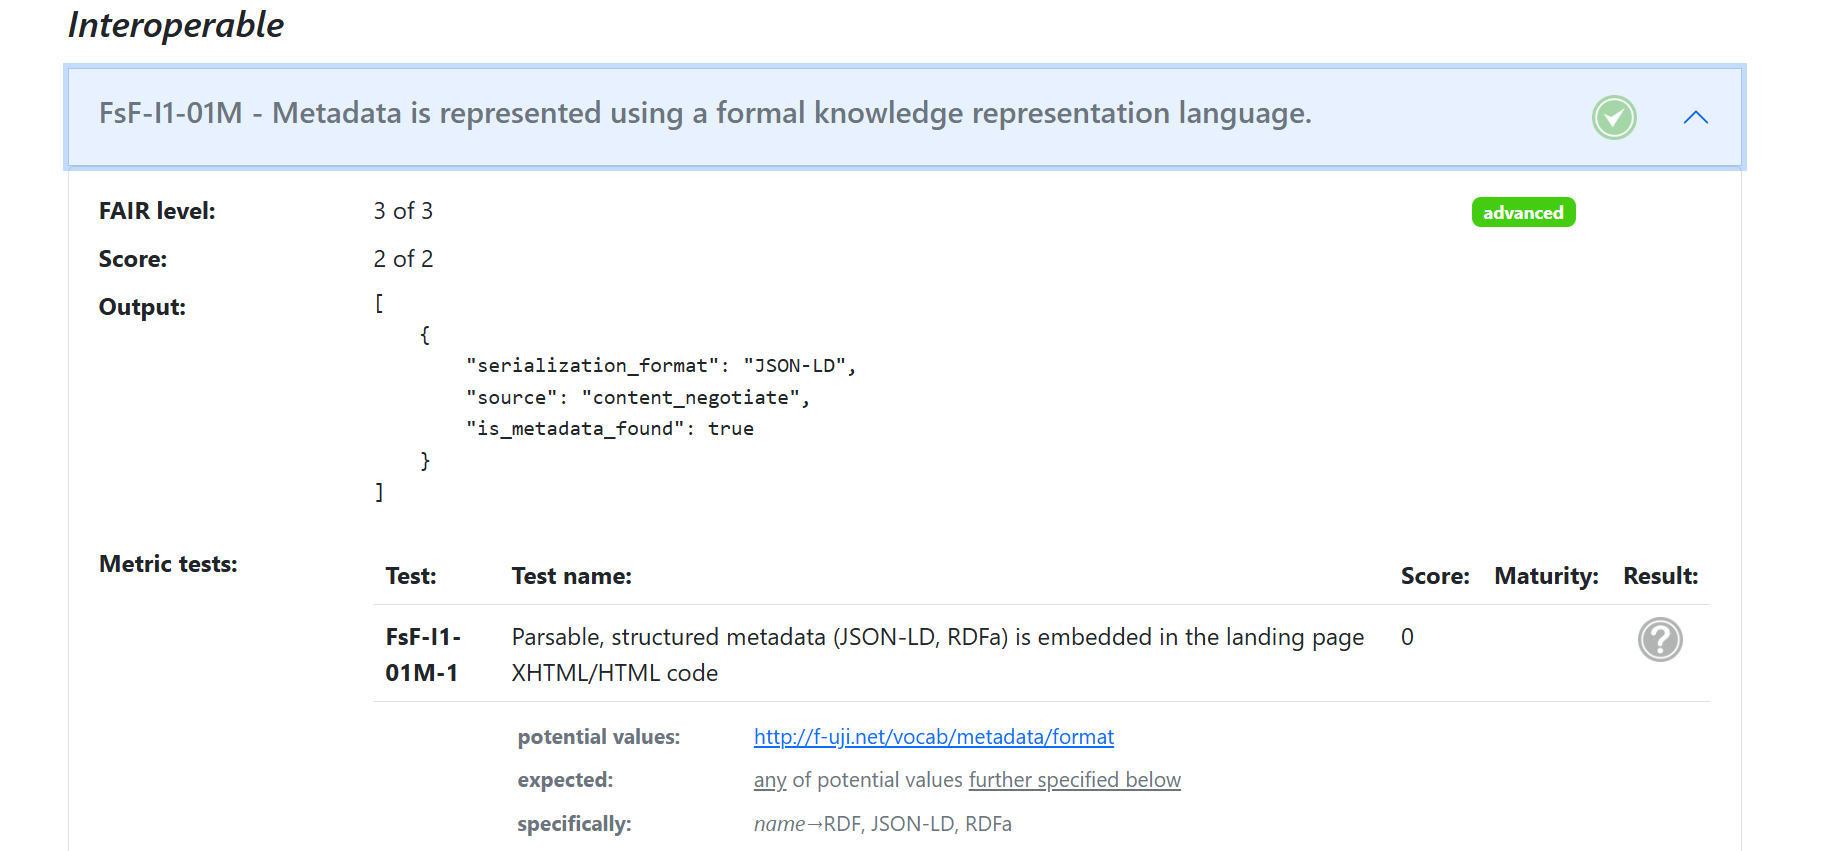 Interoperable
FsF-I1-01M - Metadata is represented using a formal knowledge representation language.
FAIR level: 3 of 3 advanced
Score: 2 of 2
Output: [
{
"serialization_format": "JSON-LD",
"source": "content_negotiate",
"is_metadata_found": true
}
]
Metric tests:
Test: Test name: Score: Maturity: Result:
FsF-I1- Parsable, structured metadata (JSON-LD, RDFa) is embedded in the landing page 0
01M-1 XHTML/HTML code
potential values: http://f-uji.net/vocab/metadata/format
expected: any of potential values further specified below
specifically: name→RDF, JSON-LD, RDFa